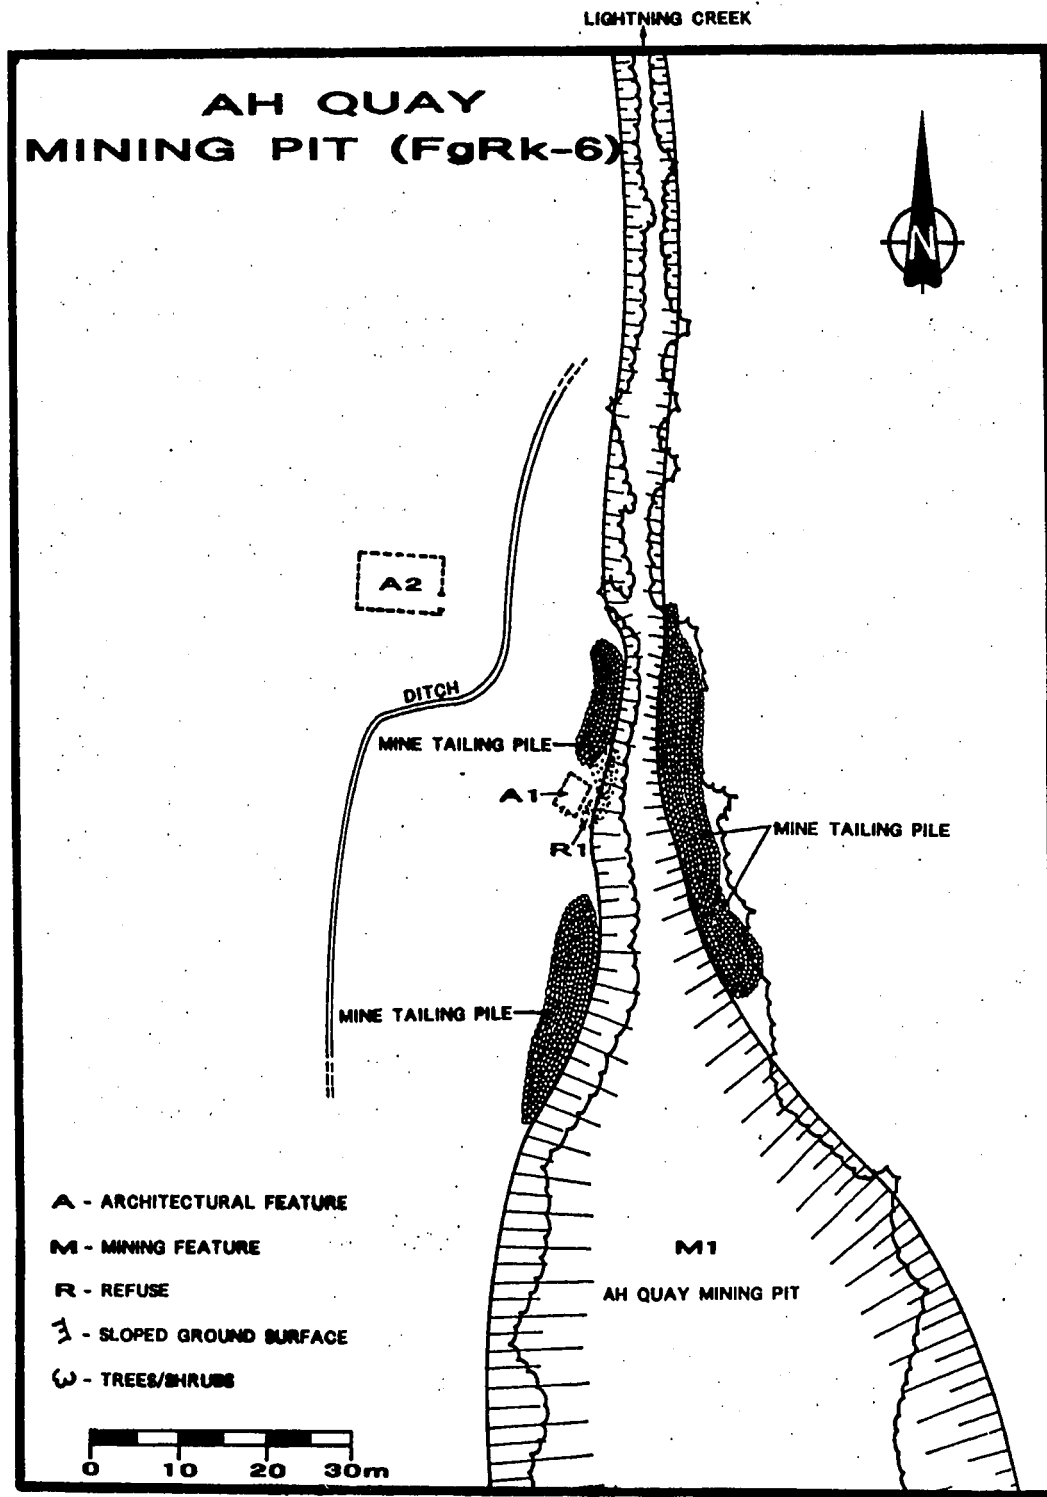 LIGHTNING CREEK
AH QUAY
MINING PIT (FgRk-6)
N
A2
DITCH
MINE TAILING PILE
A1
R1
MINE TAILING PILE
MINE TAILING PILE
A - ARCHITECTURAL FEATURE
M - MINING FEATURE
R - REFUSE
- SLOPED GROUND SURFACE
- TREES/SHRUBS
M1
AH QUAY MINING PIT
0 10 20 30m